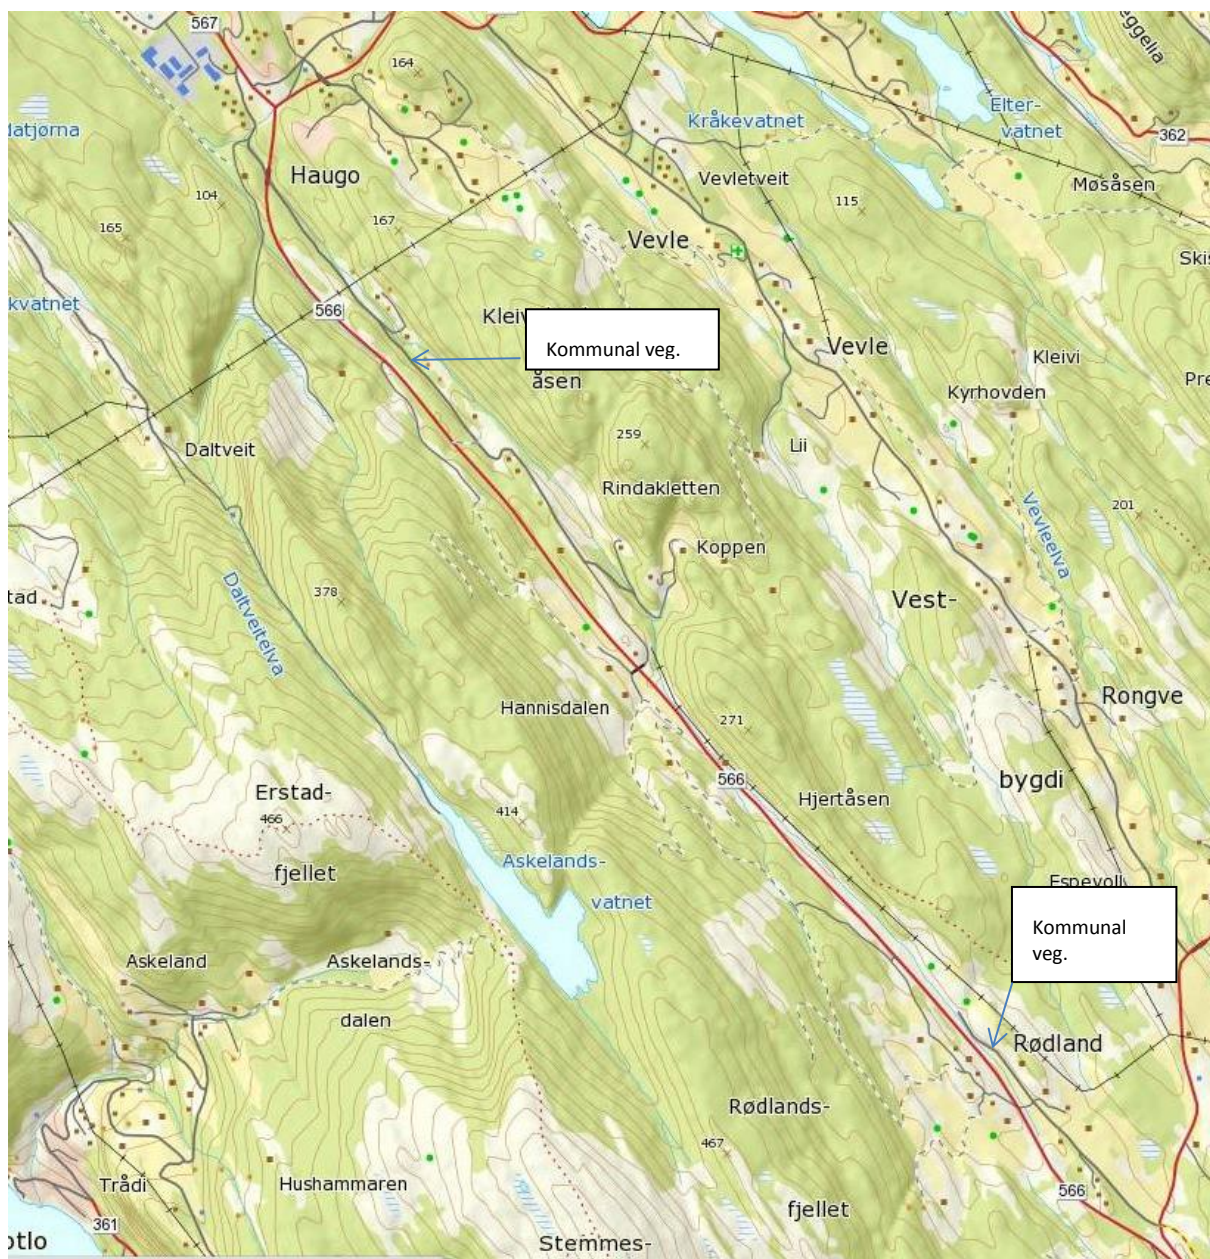 567
164
eggelia
Kråkevatnet
Elter-
vatnet
362
datjørna
Haugo
Vevletveit
Møsåsen
104
165
167
115
Vevle
Skis
kvatnet
566
Kleiv
Kommunal veg.
åsen
Vevle
Kleivi
Kyrhovden
Pre
Daltveit
259
Lii
Rindakletten
201
Vevleelva
Koppen
tad
378
Daltveitelva
Vest-
Hannisdalen
271
Rongve
566
bygdi
Hjertåsen
Erstad-
466
fjellet
414
Askelands-
vatnet
Espevoll
Kommunal
veg.
Askeland
Askelands-
dalen
Rødland
Rødlands-
467
fjellet
Trådi
Hushammaren
566
361
otlo
Stemmes-